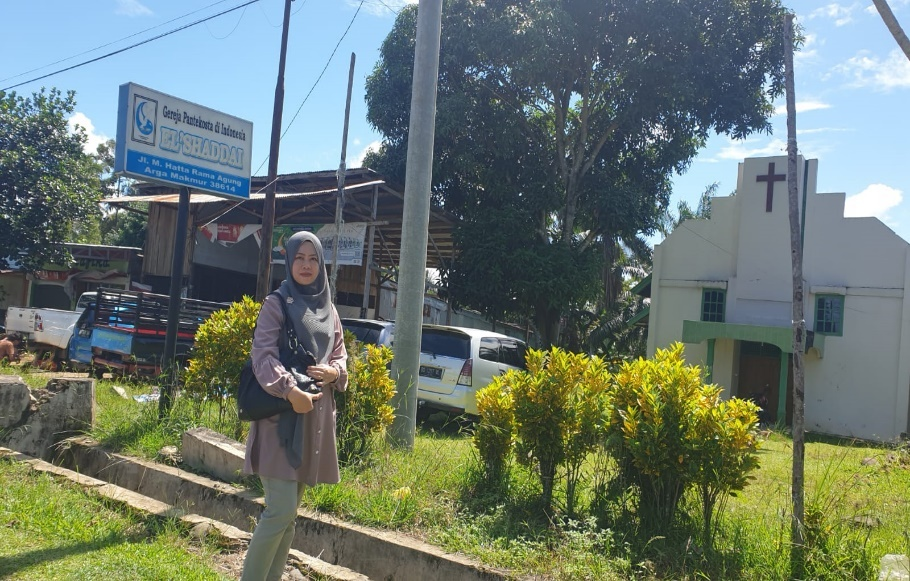 Gereja Pantekosta di Indonesia
EL'SHADDAI
Jl. M. Hatta Rama Agung
Arga Makmur 38614